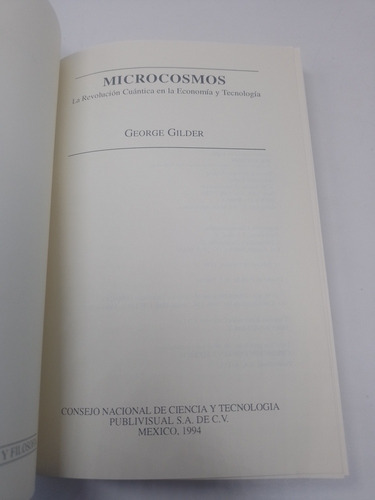 MICROCOSMOS
La Revolución Cuántica en la Economía y Tecnología
GEORGE GILDER
CONSEJO NACIONAL DE CIENCIA Y TECNOLOGIA
PUBLIVISUAL S.A. DE C.V.
MEXICO, 1994